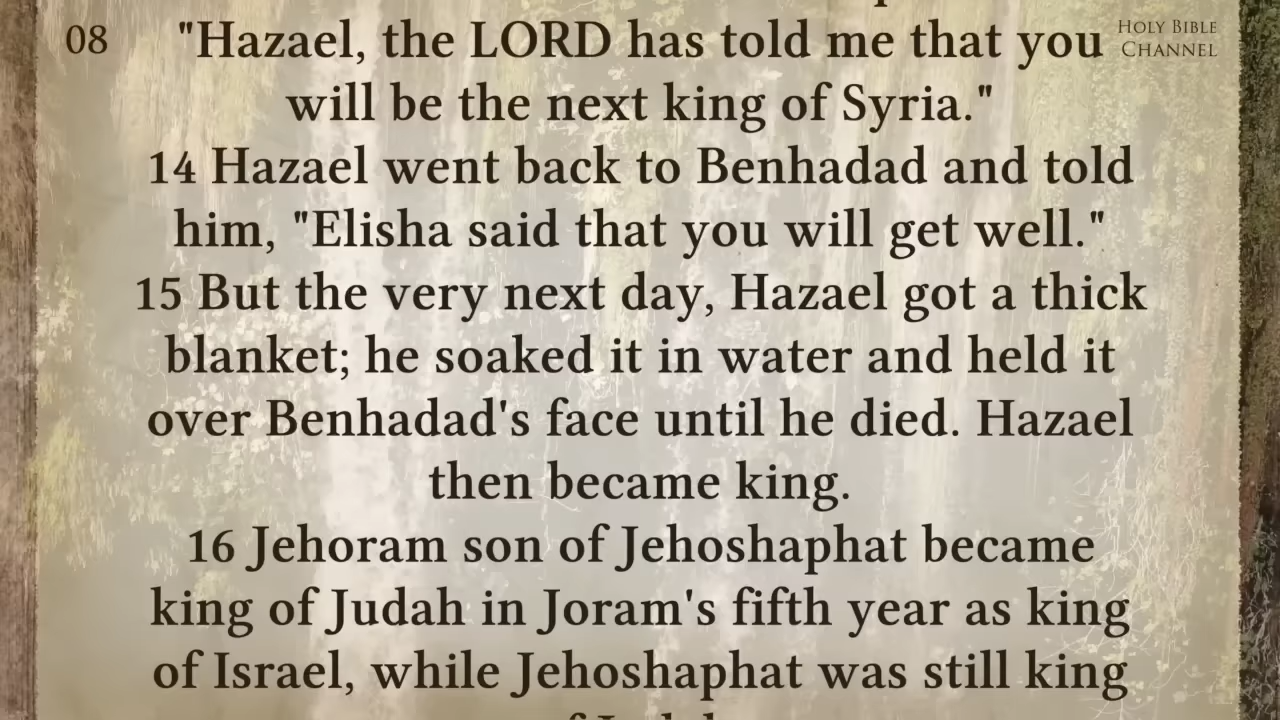 08
"Hazael, the LORD has told me that you
HOLY BIBLE
CHANNEL
will be the next king of Syria."
14 Hazael went back to Benhadad and told
him, "Elisha said that you will get well."
15 But the very next day, Hazael got a thick
blanket; he soaked it in water and held it
over Benhadad's face until he died. Hazael
then became king.
16 Jehoram son of Jehoshaphat became
king of Judah in Joram's fifth year as king
of Israel, while Jehoshaphat was still king